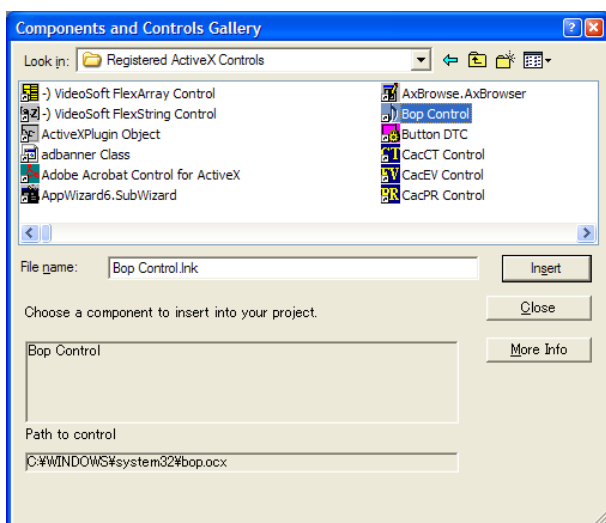 Components and Controls Gallery
Look in: Registered ActiveX Controls
-) VideoSoft FlexArray Control
-) VideoSoft FlexString Control
ActiveXPlugin Object
adbanner Class
Adobe Acrobat Control for ActiveX
AppWizard6.SubWizard
AxBrowse.AxBrowser
Bop Control
Button DTC
CacCT Control
CacEV Control
CacPR Control
File name: Bop Control.lnk Insert
Choose a component to insert into your project. Close
Bop Control More Info
Path to control
C:¥WINDOWS¥system32¥bop.ocx